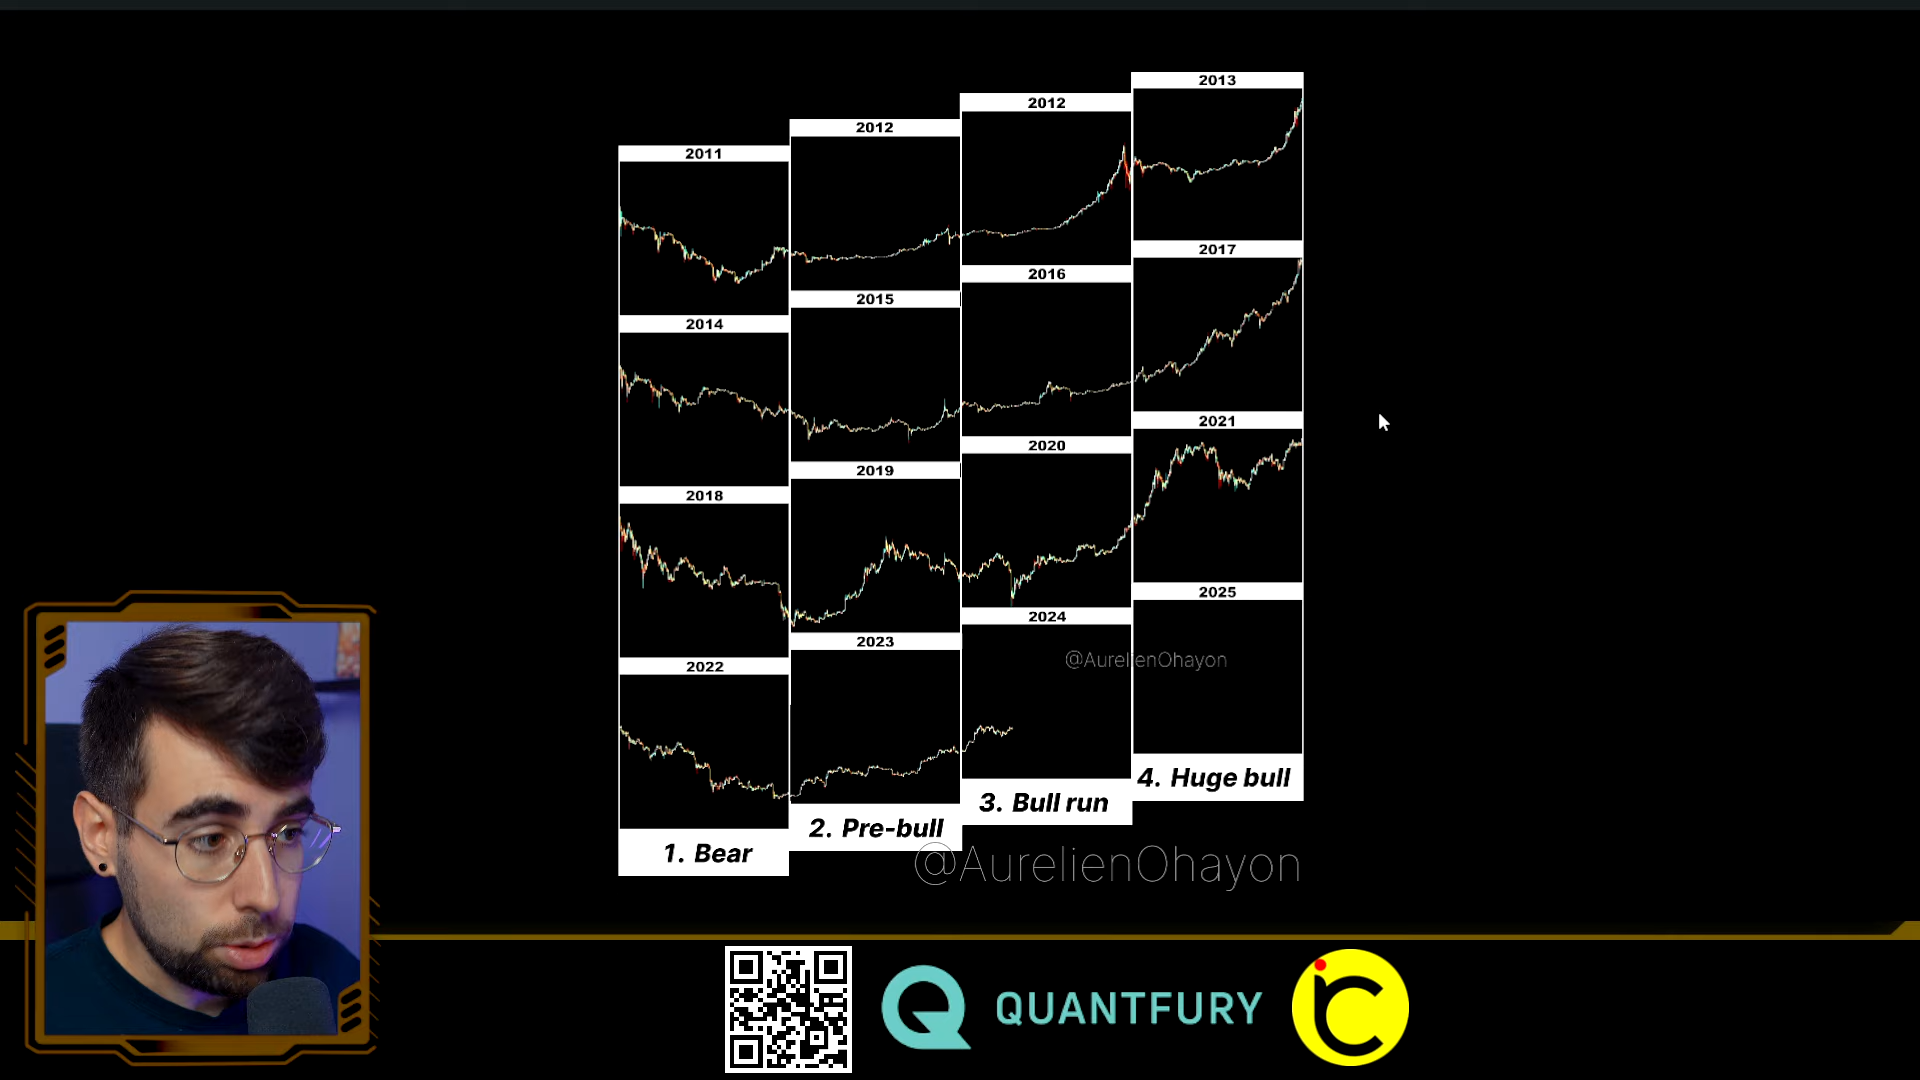 2011
2012
2012
2013
2014
2015
2016
2017
2018
2019
2020
2021
2022
2023
2024
2025
@AurelienOhayon
1. Bear
2. Pre-bull
3. Bull run
4. Huge bull
@AurelienOhayon
QUANTFURY